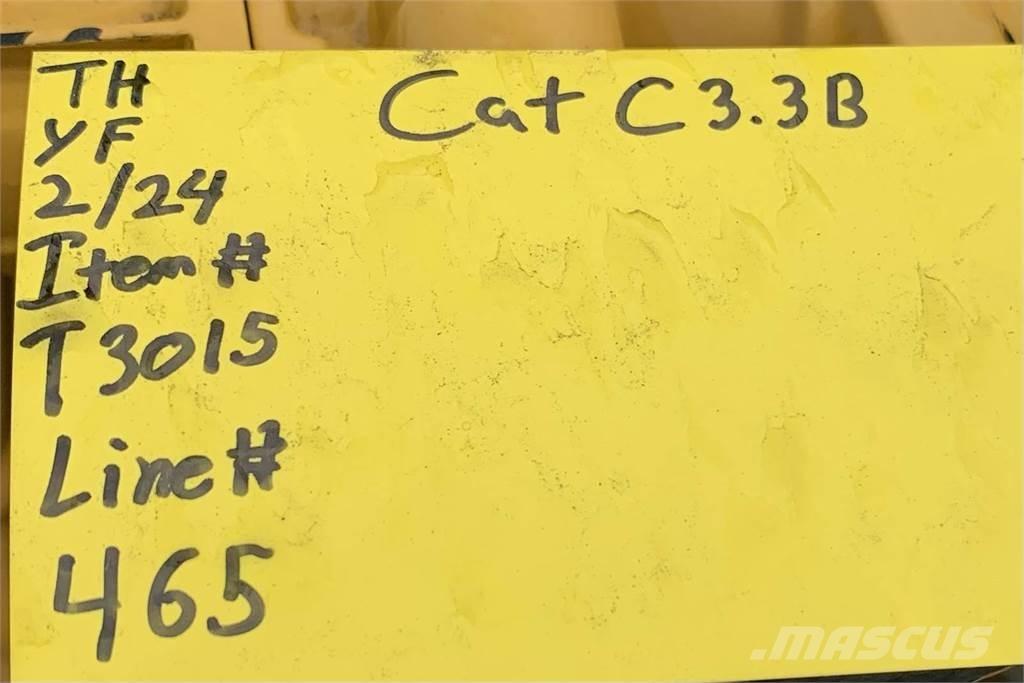 TH
YF
2/24
Item #
T3015
Line #
465
Cat C3.3B
.MASCUS